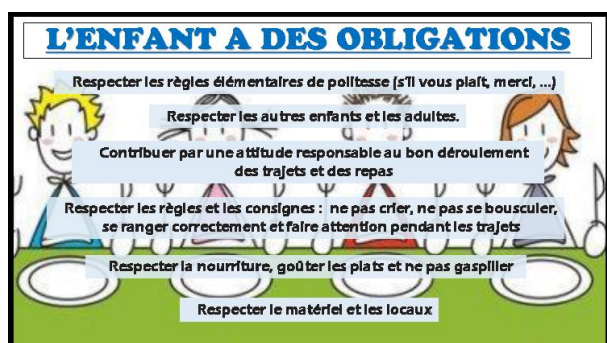 L'ENFANT A DES OBLIGATIONS
Respecter les règles élémentaires de politesse (s'il vous plaît, merci, ...)
Respecter les autres enfants et les adultes.
Contribuer par une attitude responsable au bon déroulement
des trajets et des repas
Respecter les règles et les consignes : ne pas crier, ne pas se bousculer,
se ranger correctement et faire attention pendant les trajets
Respecter la nourriture, goûter les plats et ne pas gaspiller
Respecter le matériel et les locaux